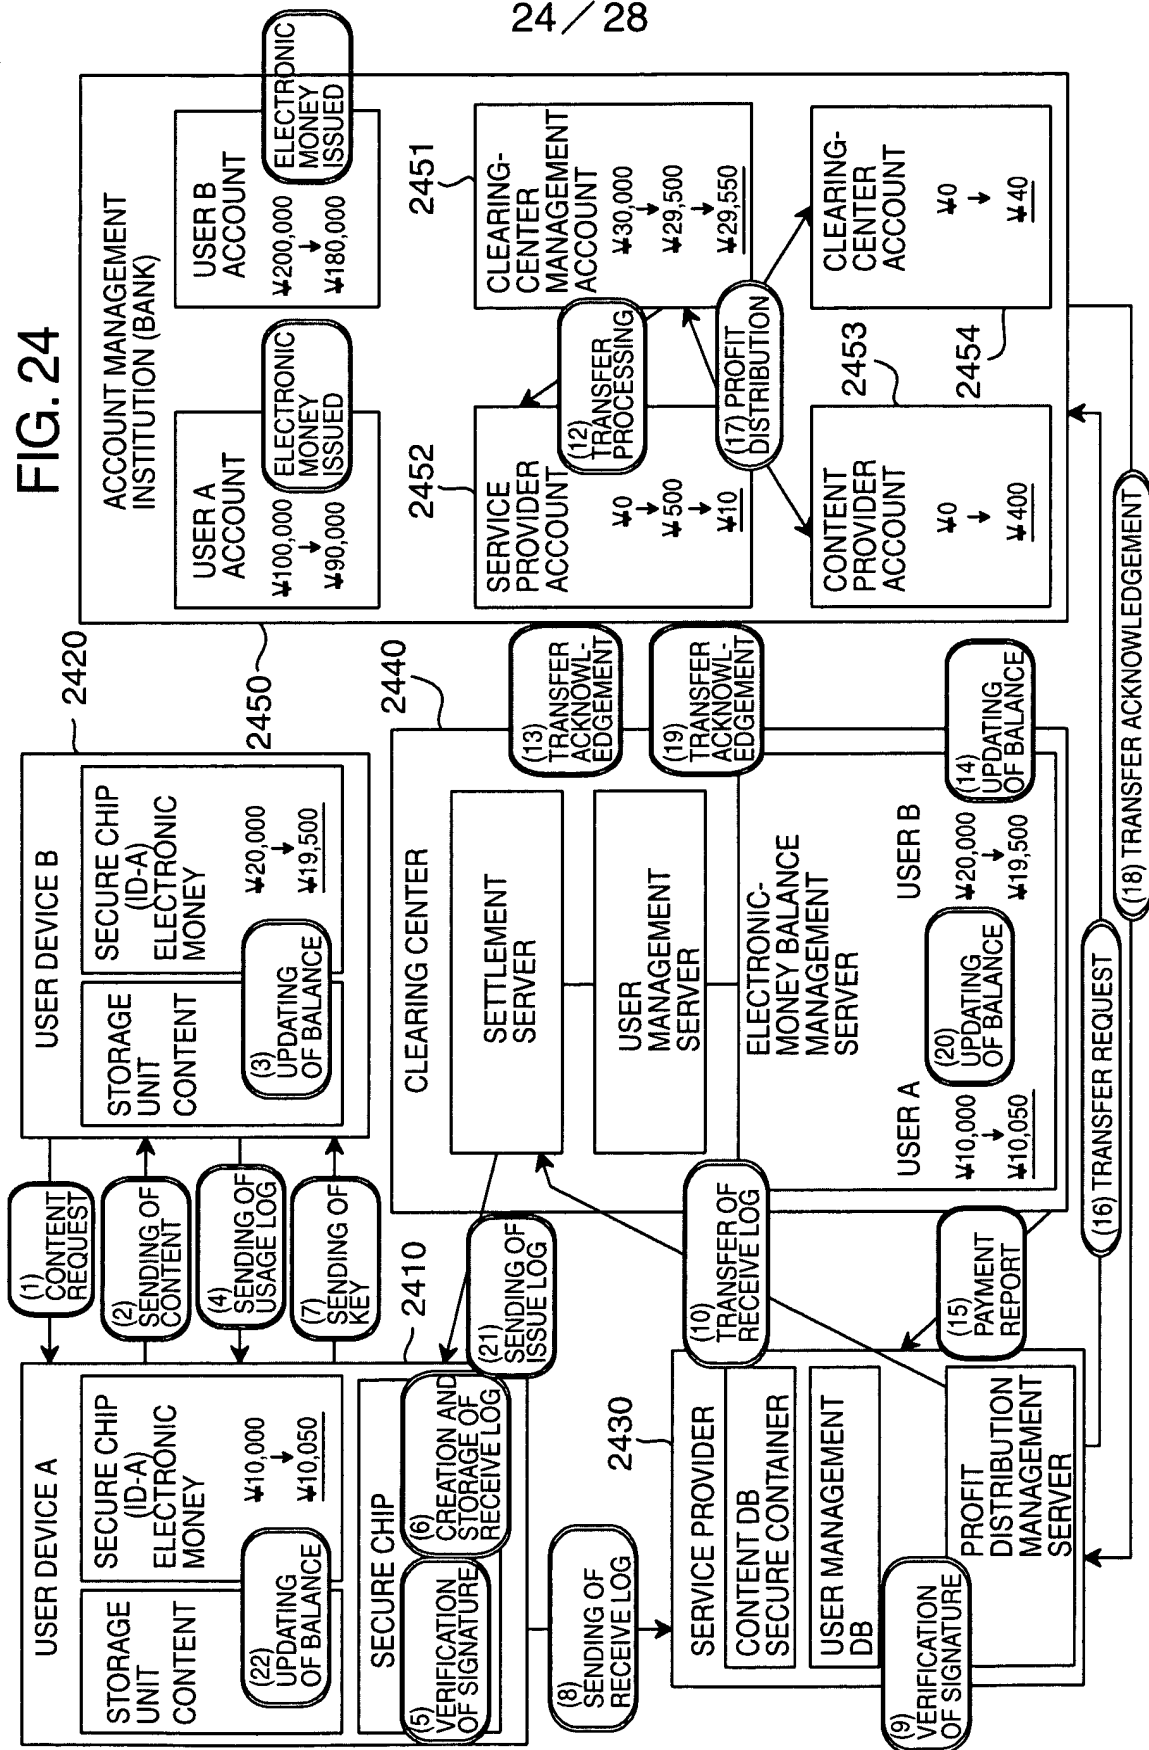 24／28
FIG. 24
USER DEVICE A
STORAGE
UNIT
CONTENT
SECURE CHIP
(ID-A)
ELECTRONIC
MONEY
¥10,000
→
¥10,050
(22)
UPDATING
OF BALANCE
SECURE CHIP
(5)
VERIFICATION
OF SIGNATURE
(6)
CREATION AND
STORAGE OF
RECEIVE LOG
2410
(1)
CONTENT
REQUEST
(2)
SENDING OF
CONTENT
(4)
SENDING OF
USAGE LOG
(7)
SENDING OF
KEY
USER DEVICE B
2420
STORAGE
UNIT
CONTENT
SECURE CHIP
(ID-A)
ELECTRONIC
MONEY
¥20,000
→
¥19,500
(3)
UPDATING
OF BALANCE
(8)
SENDING OF
RECEIVE LOG
(21)
SENDING OF
ISSUE LOG
2430
SERVICE PROVIDER
CONTENT DB
SECURE CONTAINER
USER MANAGEMENT
DB
PROFIT
DISTRIBUTION
MANAGEMENT
SERVER
(9)
VERIFICATION
OF SIGNATURE
(10)
TRANSFER OF
RECEIVE LOG
(15)
PAYMENT
REPORT
2440
CLEARING CENTER
SETTLEMENT
SERVER
USER
MANAGEMENT
SERVER
ELECTRONIC-
MONEY BALANCE
MANAGEMENT
SERVER
USER A
¥10,000
→
¥10,050
(20)
UPDATING
OF BALANCE
USER B
¥20,000
→
¥19,500
(14)
UPDATING
OF BALANCE
(13)
TRANSFER
ACKNOWL-
EDGEMENT
(19)
TRANSFER
ACKNOWL-
EDGEMENT
2450
ACCOUNT MANAGEMENT
INSTITUTION (BANK)
USER A
ACCOUNT
¥100,000
→
¥90,000
ELECTRONIC
MONEY
ISSUED
USER B
ACCOUNT
¥200,000
→
¥180,000
ELECTRONIC
MONEY
ISSUED
2452
SERVICE
PROVIDER
ACCOUNT
¥0
→
¥500
→
¥10
(12)
TRANSFER
PROCESSING
2451
CLEARING-
CENTER
MANAGEMENT
ACCOUNT
¥30,000
→
¥29,500
→
¥29,550
(17) PROFIT
DISTRIBUTION
2453
CONTENT
PROVIDER
ACCOUNT
¥0
→
¥400
2454
CLEARING-
CENTER
ACCOUNT
¥0
→
¥40
(16) TRANSFER REQUEST
(18) TRANSFER ACKNOWLEDGEMENT